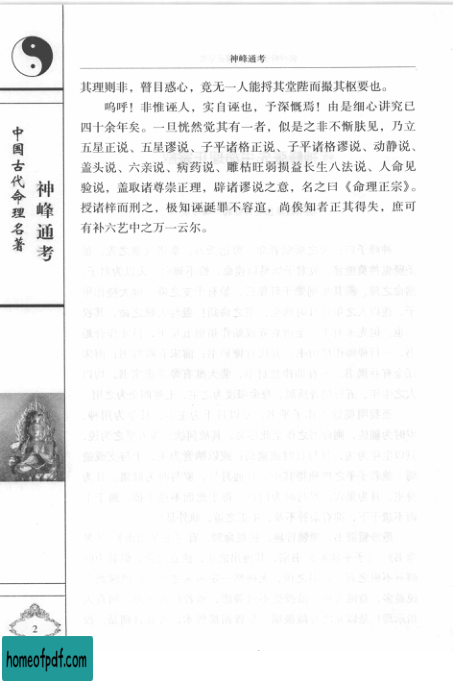 神峰通考
其理则非，瞽目惑心，竟无一人能捋其堂陛而撮其枢要也。
呜呼！非惟诬人，实自诬也，予深慨焉！由是细心讲究已
四十余年矣。一旦恍然觉其有一者，似是之非不惭肤见，乃立
五星正说、五星谬说、子平诸格正说、子平诸格谬说、动静说、
盖头说、六亲说、病药说、雕枯旺弱损益长生八法说、人命见
验说，盖取诸尊崇正理，辟诸谬说之意，名之曰《命理正宗》。
授诸梓而刑之，极知诬诞罪不容逭，尚俟知者正其得失，庶可
有补六艺中之万一云尔。
中国古代命理名著
神峰通考
2
homeofpdf.com